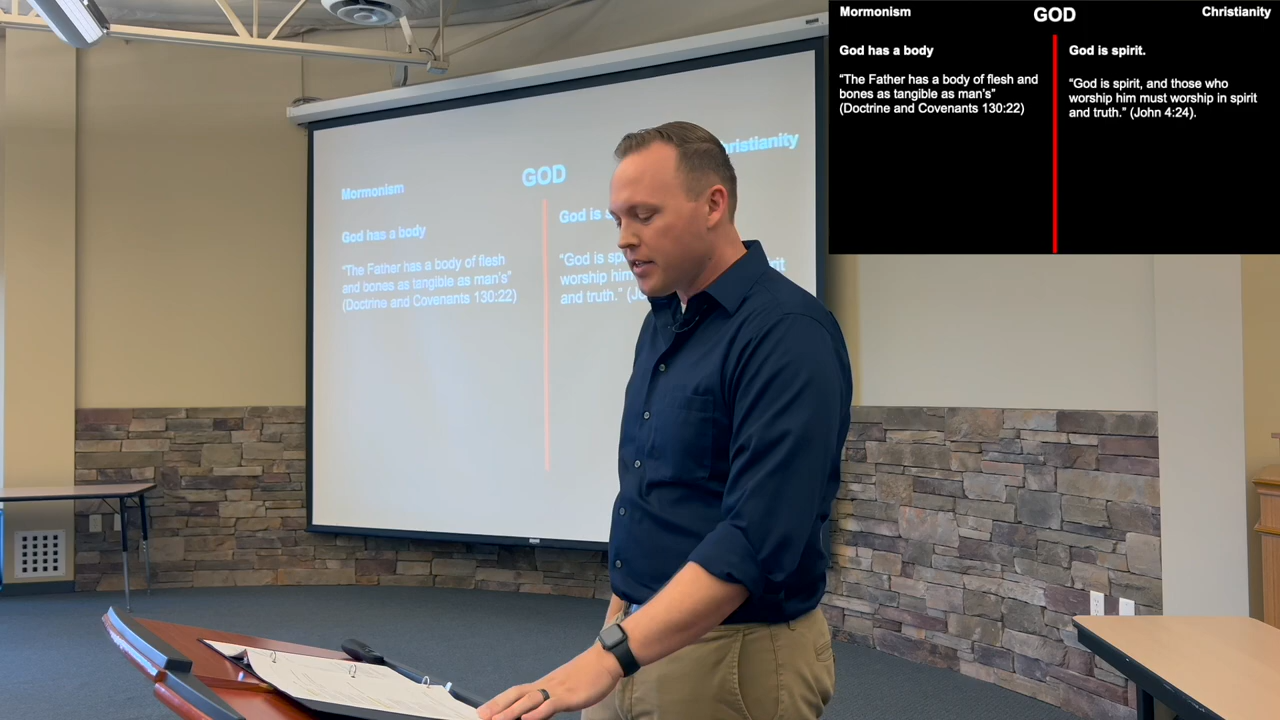 Mormonism
GOD
Christianity
God has a body
God is spirit.
“The Father has a body of flesh and
bones as tangible as man’s”
(Doctrine and Covenants 130:22)
“God is spirit, and those who
worship him must worship in spirit
and truth.” (John 4:24).
Mormonism
GOD
ristianity
God has a body
God is
“The Father has a body of flesh
and bones as tangible as man’s”
(Doctrine and Covenants 130:22)
“God is
worship him
and truth.”